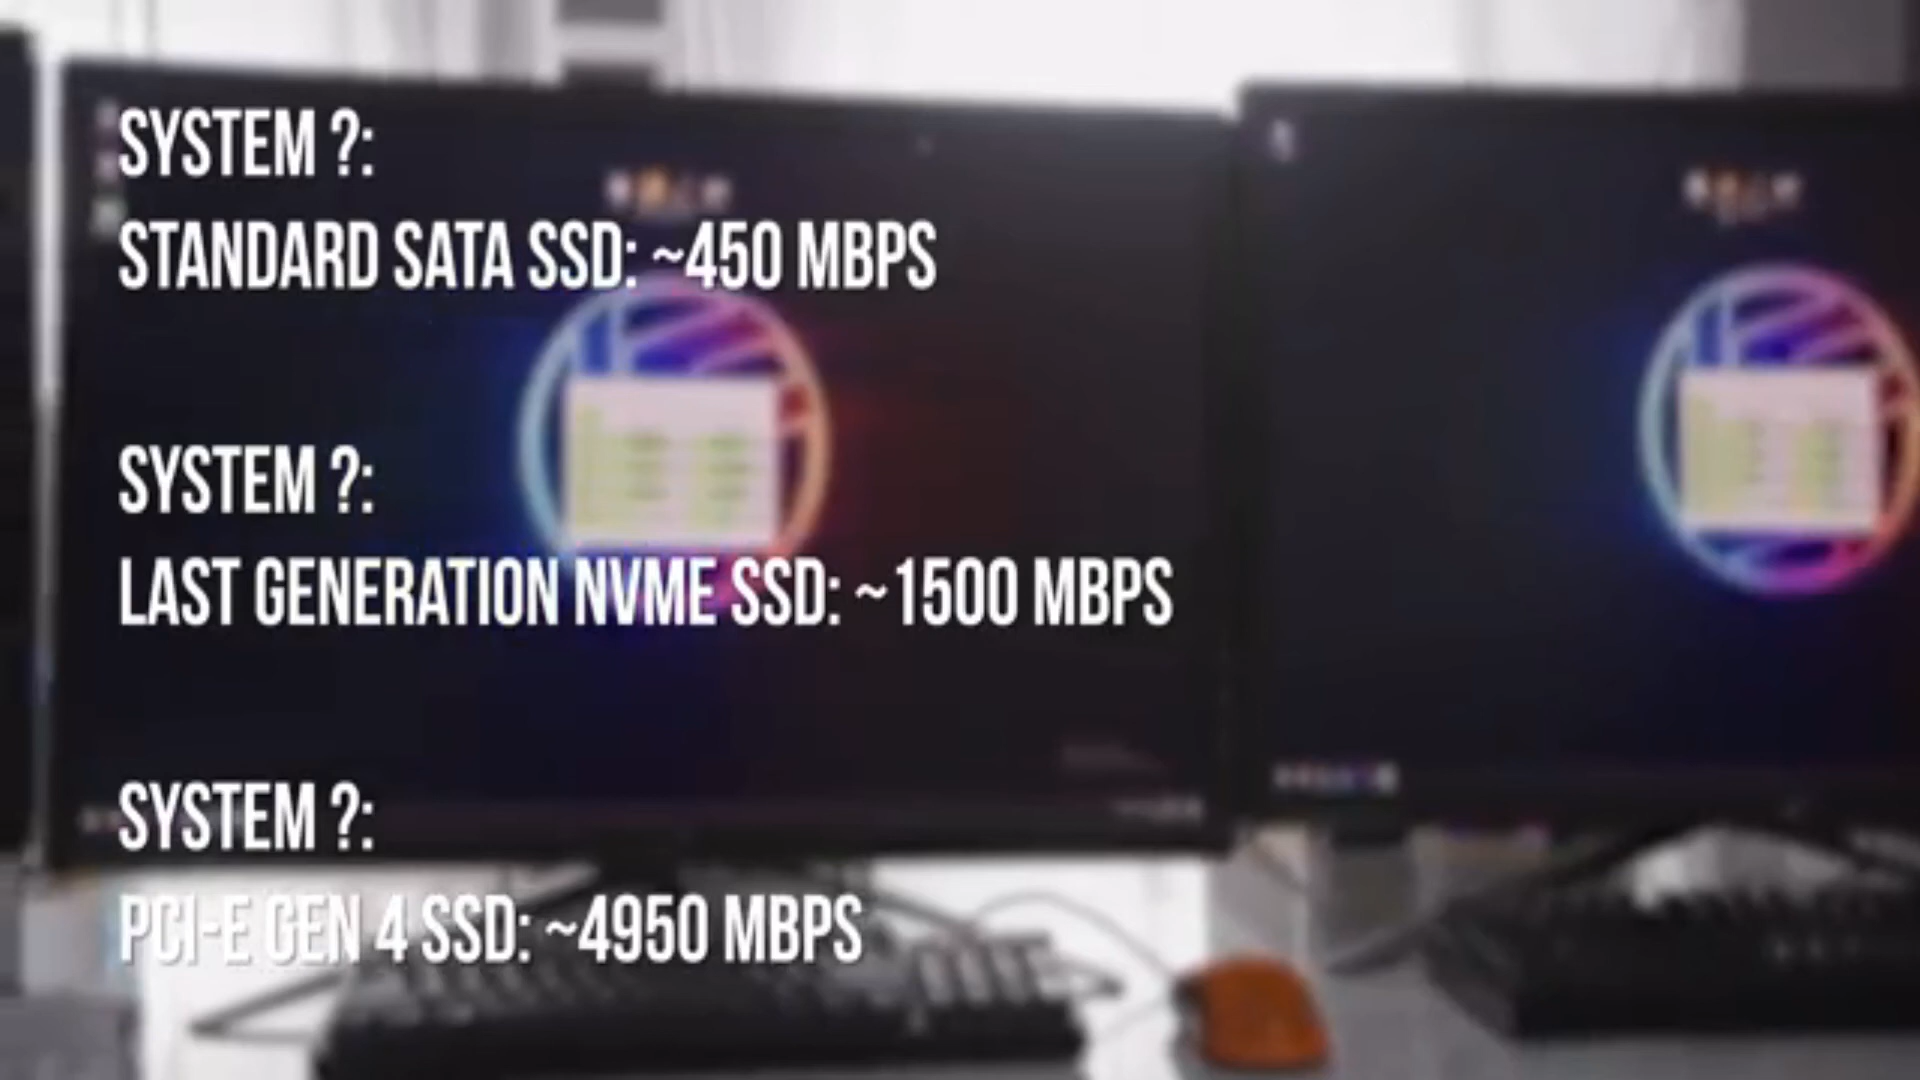 SYSTEM ?:
STANDARD SATA SSD: ~450 MBPS
SYSTEM ?:
LAST GENERATION NVME SSD: ~1500 MBPS
SYSTEM ?:
PCI-E GEN 4 SSD: ~4950 MBPS